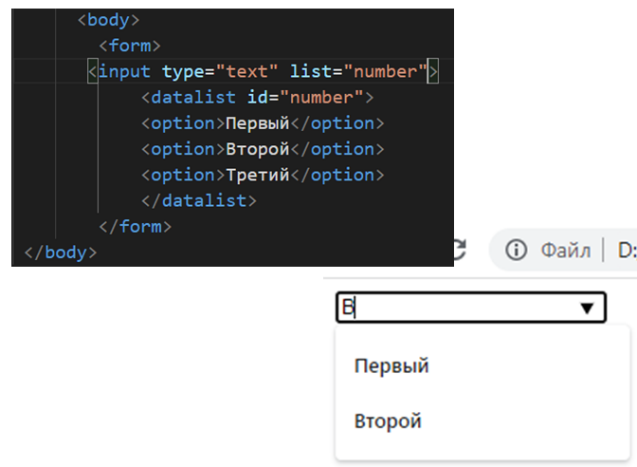 <body>
<form>
<input type="text" list="number">
<datalist id="number">
<option>Первый</option>
<option>Второй</option>
<option>Третий</option>
</datalist>
</form>
</body>
Файл | D:
В
Первый
Второй